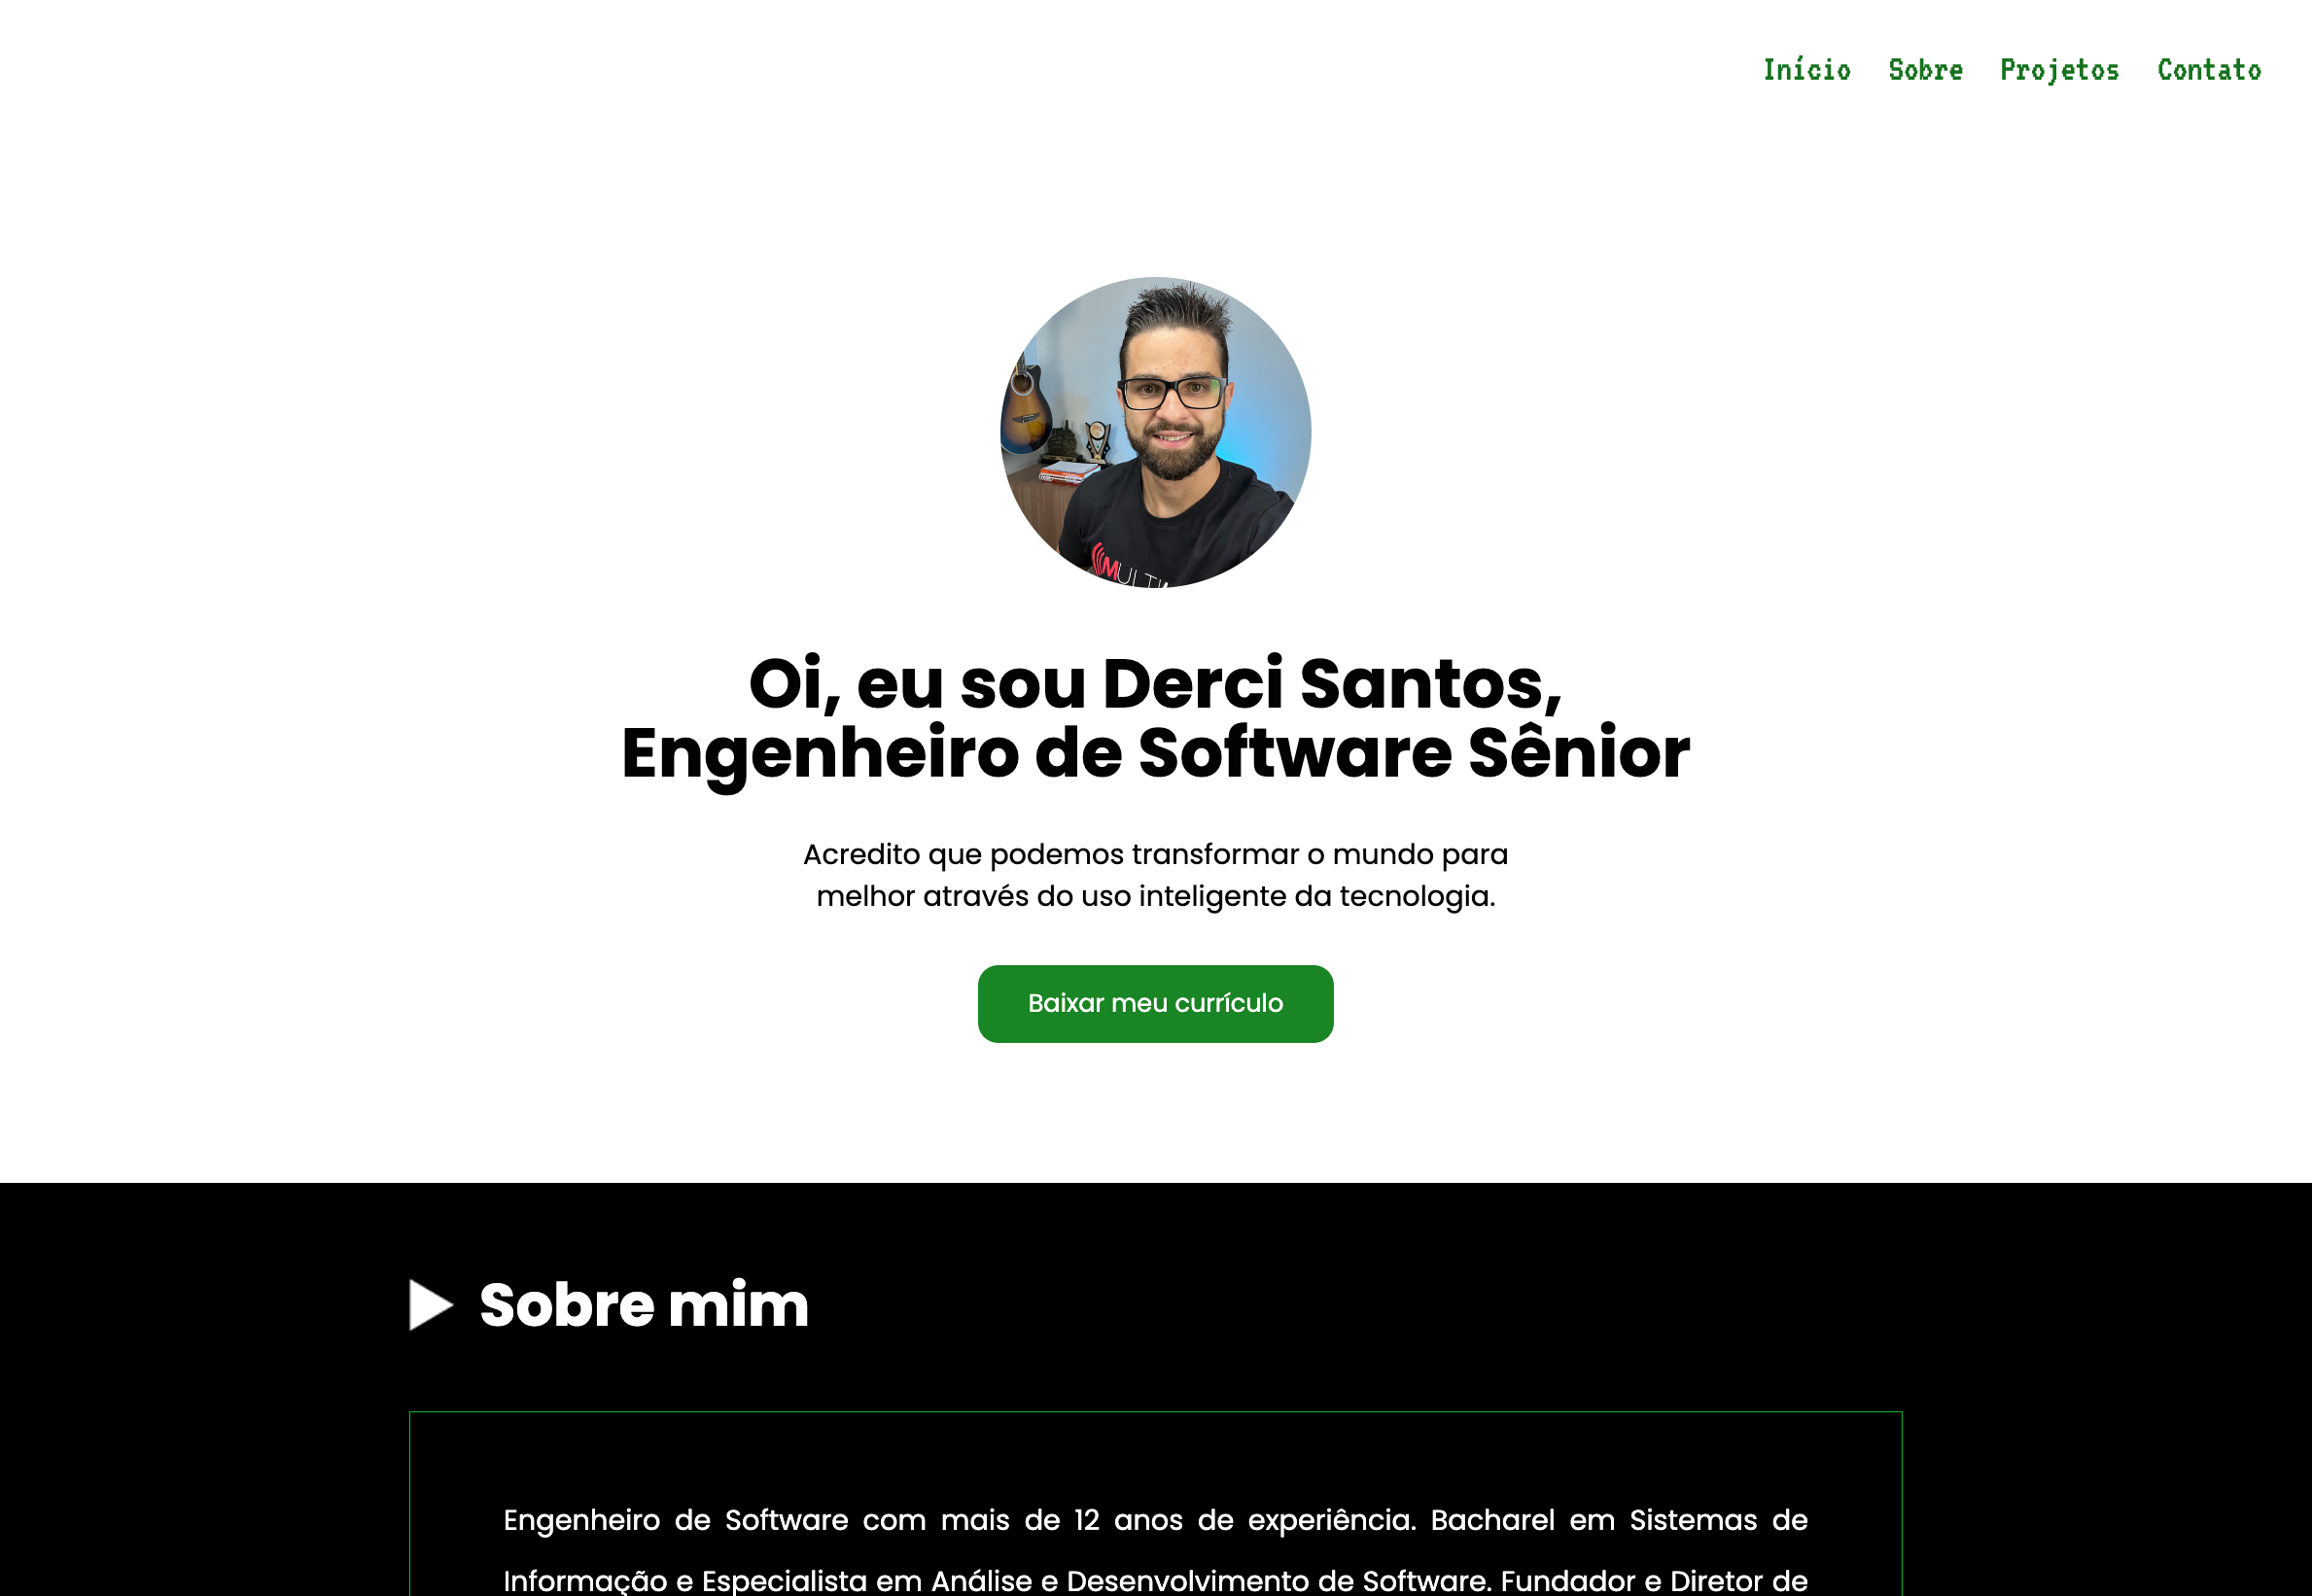 Início Sobre Projetos Contato
Oi, eu sou Derci Santos,
Engenheiro de Software Sênior
Acredito que podemos transformar o mundo para
melhor através do uso inteligente da tecnologia.
Baixar meu currículo
Sobre mim
Engenheiro de Software com mais de 12 anos de experiência. Bacharel em Sistemas de
Informação e Especialista em Análise e Desenvolvimento de Software. Fundador e Diretor de